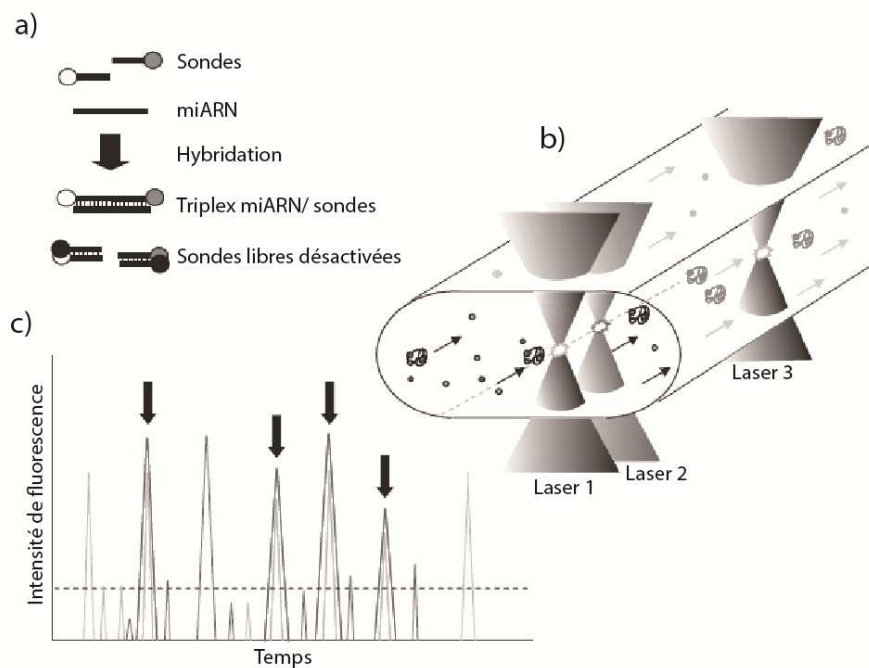 a)
Sondes
miARN
Hybridation
Triplex miARN/ sondes
Sondes libres désactivées
b)
Laser 3
Laser 2
Laser 1
c)
Intensité de fluorescence
Temps